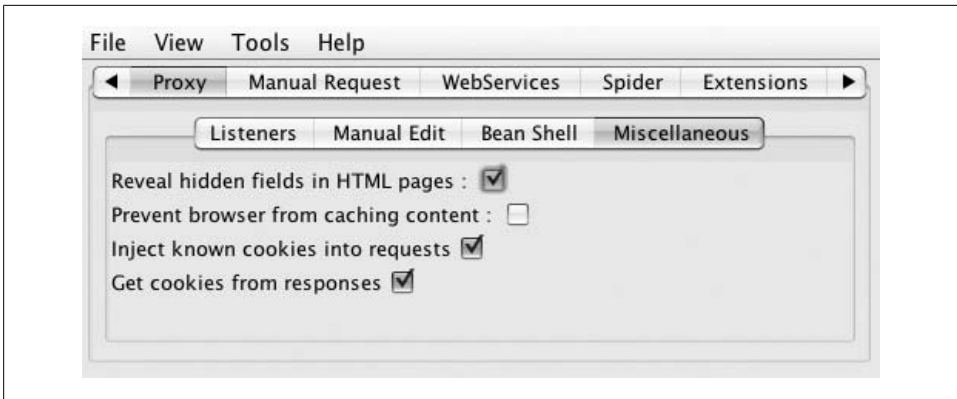 File View Tools Help
Proxy Manual Request WebServices Spider Extensions
Listeners Manual Edit Bean Shell Miscellaneous
Reveal hidden fields in HTML pages :
Prevent browser from caching content :
Inject known cookies into requests
Get cookies from responses